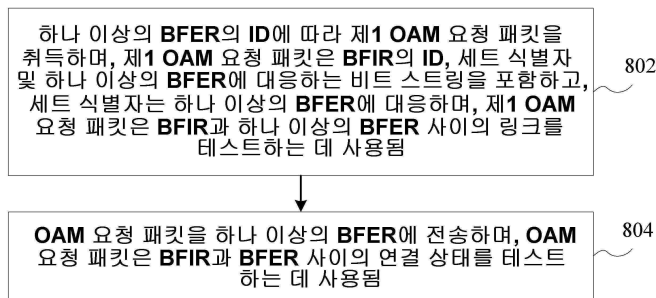 하나 이상의 BFER의 ID에 따라 제1 OAM 요청 패킷을
취득하며, 제1 OAM 요청 패킷은 BFIR의 ID, 세트 식별자
및 하나 이상의 BFER에 대응하는 비트 스트링을 포함하고,
세트 식별자는 하나 이상의 BFER에 대응하며, 제1 OAM
요청 패킷은 BFIR과 하나 이상의 BFER 사이의 링크를
테스트하는 데 사용됨
802
OAM 요청 패킷을 하나 이상의 BFER에 전송하며, OAM
요청 패킷은 BFIR과 BFER 사이의 연결 상태를 테스트
하는 데 사용됨
804